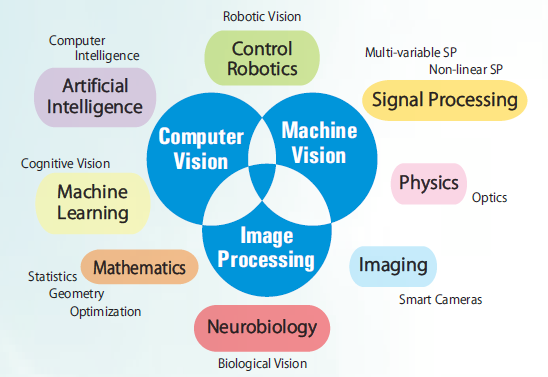 Robotic Vision
Control
Robotics
Computer
Intelligence
Artificial
Intelligence
Multi-variable SP
Non-linear SP
Signal Processing
Computer
Vision
Machine
Vision
Cognitive Vision
Machine
Learning
Physics
Optics
Image
Processing
Mathematics
Statistics
Geometry
Optimization
Imaging
Smart Cameras
Neurobiology
Biological Vision